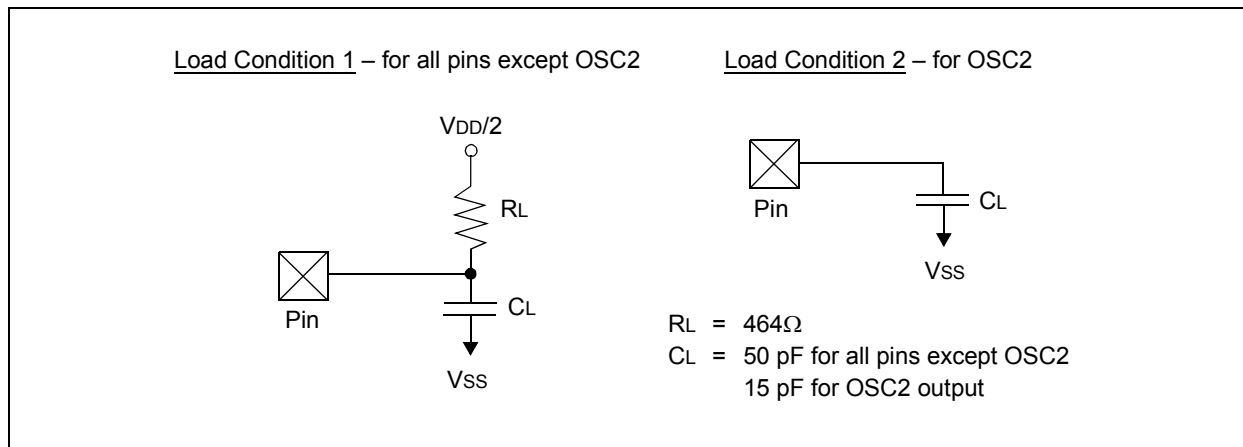 Load Condition 1 – for all pins except OSC2
VDD/2
RL
Pin
CL
VSS
Load Condition 2 – for OSC2
Pin
CL
VSS
RL = 464Ω
CL = 50 pF for all pins except OSC2
15 pF for OSC2 output